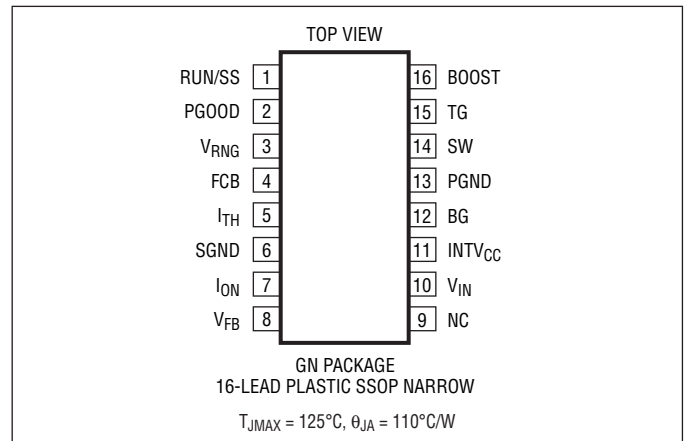 TOP VIEW
RUN/SS 1 16 BOOST
PGOOD 2 15 TG
VRNG 3 14 SW
FCB 4 13 PGND
ITH 5 12 BG
SGND 6 11 INTVCC
ION 7 10 VIN
VFB 8 9 NC
GN PACKAGE
16-LEAD PLASTIC SSOP NARROW
TJMAX = 125°C, θJA = 110°C/W